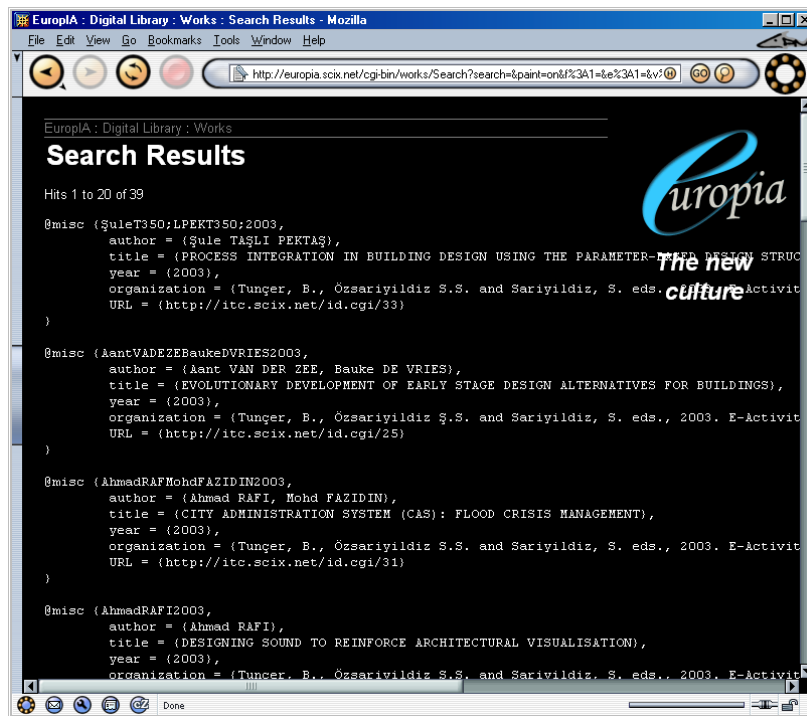 EuropIA : Digital Library : Works : Search Results - Mozilla
File Edit View Go Bookmarks Tools Window Help
http://europia.scix.net/cgi-bin/works/Search?search=&paint=on&f%3A1=&e%3A1=&v
GO
EuropIA : Digital Library : Works
Search Results
europia
The new
culture
Hits 1 to 20 of 39
@misc {ŞuleT350;LPEKT350;2003,
author = {Şule TAŞLI PEKTAŞ},
title = {PROCESS INTEGRATION IN BUILDING DESIGN USING THE PARAMETER-BASED DESIGN STRUC
year = {2003},
organization = {Tunçer, B., Özsariyildiz S.S. and Sariyildiz, S. eds., 2003. E-Activit
URL = {http://itc.scix.net/id.cgi/33}
}
@misc {AantVADEZEBaukeDVRIES2003,
author = {Aant VAN DER ZEE, Bauke DE VRIES},
title = {EVOLUTIONARY DEVELOPMENT OF EARLY STAGE DESIGN ALTERNATIVES FOR BUILDINGS},
year = {2003},
organization = {Tunçer, B., Özsariyildiz Ş.S. and Sariyildiz, S. eds., 2003. E-Activit
URL = {http://itc.scix.net/id.cgi/25}
}
@misc {AhmadRAFMohdFAZIDIN2003,
author = {Ahmad RAFI, Mohd FAZIDIN},
title = {CITY ADMINISTRATION SYSTEM (CAS): FLOOD CRISIS MANAGEMENT},
year = {2003},
organization = {Tunçer, B., Özsariyildiz S.S. and Sariyildiz, S. eds., 2003. E-Activit
URL = {http://itc.scix.net/id.cgi/31}
}
@misc {AhmadRAFI2003,
author = {Ahmad RAFI},
title = {DESIGNING SOUND TO REINFORCE ARCHITECTURAL VISUALISATION},
year = {2003},
organization = {Tunçer, B., Özsariyildiz S.S. and Sariyildiz, S. eds., 2003. E-Activit
Done